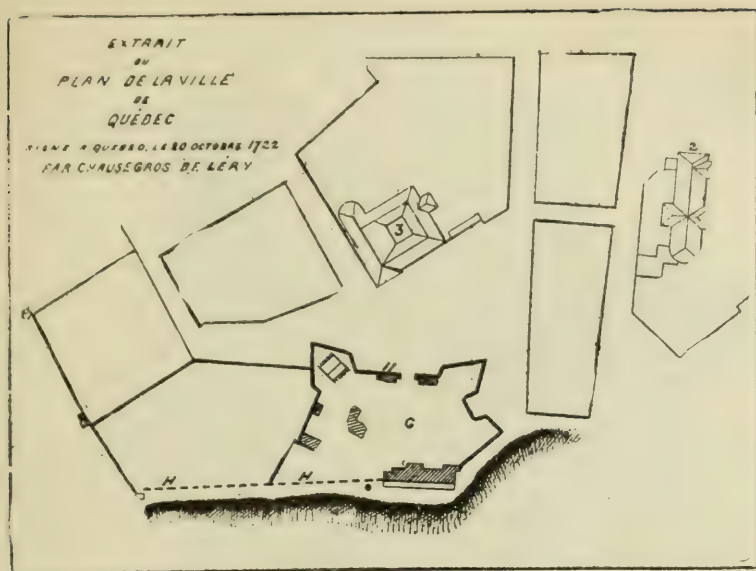 EXTRAIT
DU
PLAN DE LA VILLE
DE
QUÉBEC
SIGNÉ A QUEBEC, LE 20 OCTOBRE 1722
PAR CHAUSEGROS DE LÉRY
2
3
G
H H